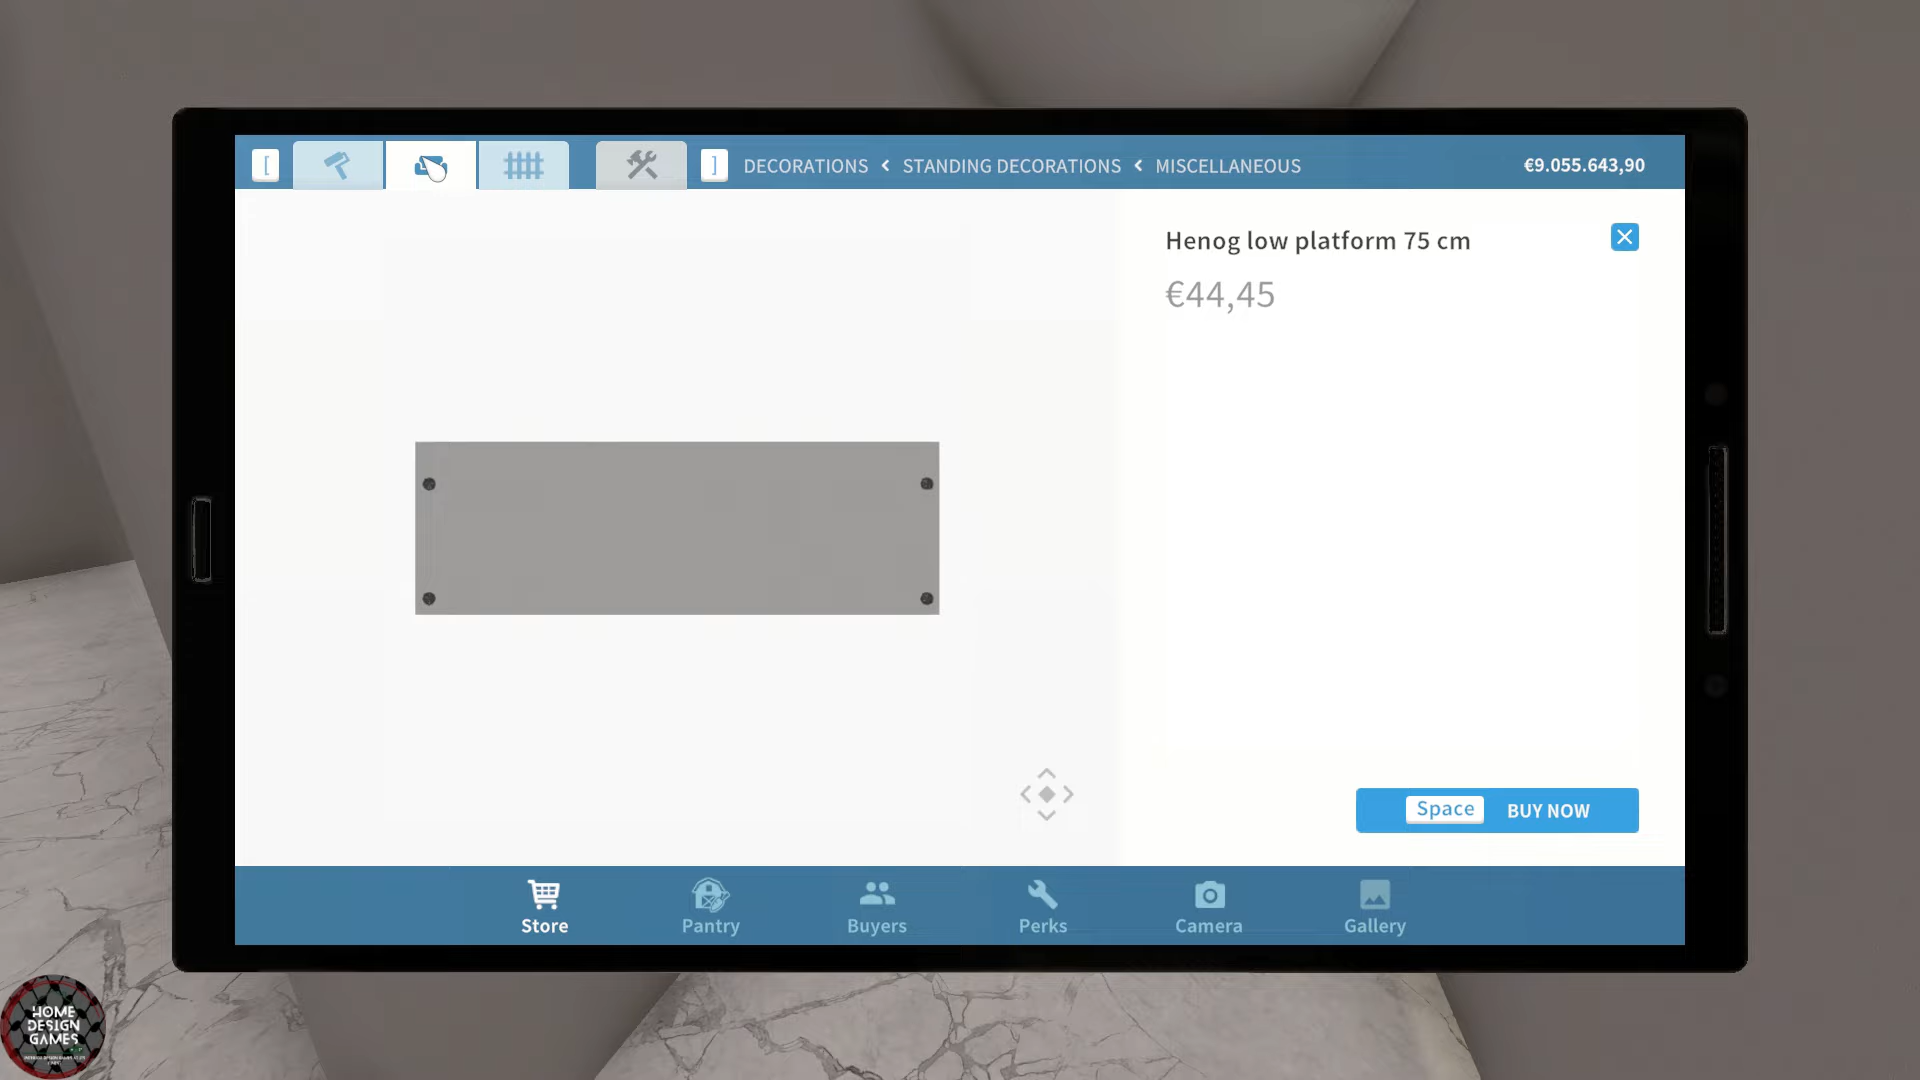 [ ] DECORATIONS < STANDING DECORATIONS < MISCELLANEOUS €9.055.643,90
Henog low platform 75 cm
€44,45
Space BUY NOW
Store Pantry Buyers Perks Camera Gallery
HOME
DESIGN
GAMES